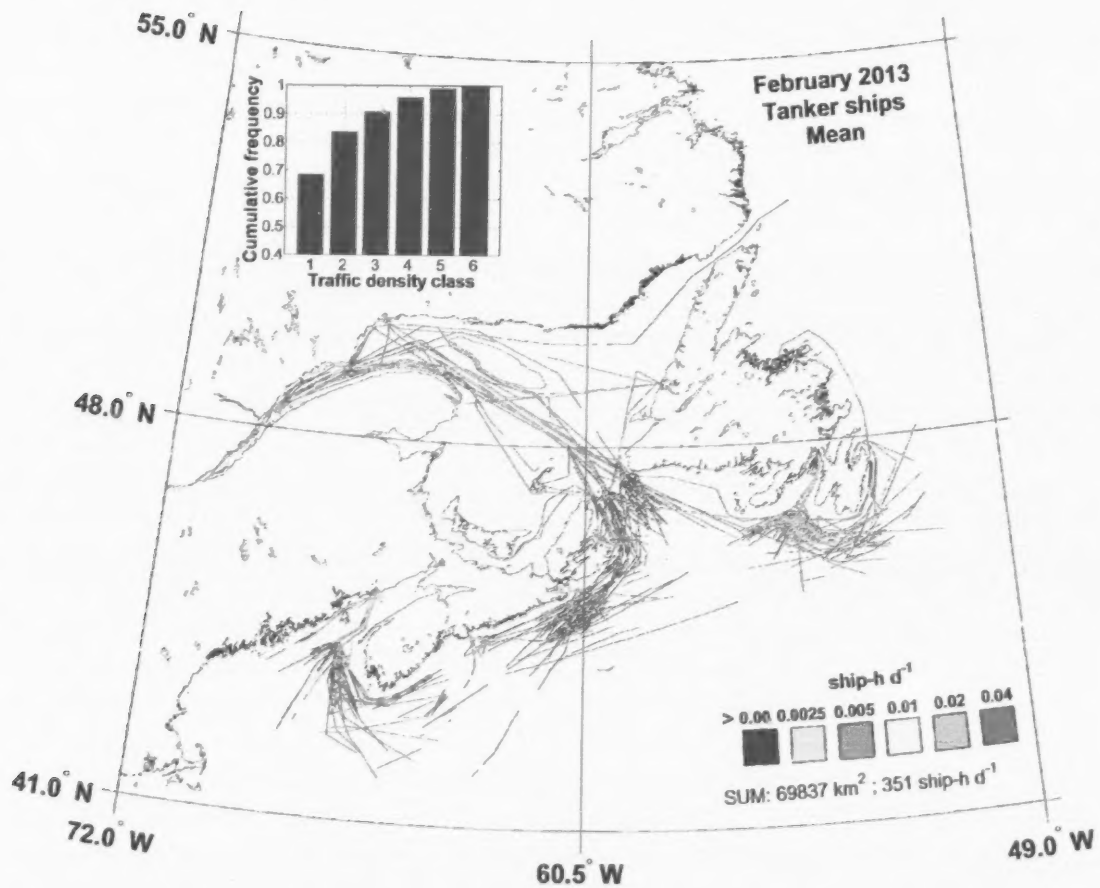 55.0° N
February 2013
Tanker ships
Mean
Cumulative frequency
1
0.9
0.8
0.7
0.6
0.5
0.4
1 2 3 4 5 6
Traffic density class
48.0° N
ship-h d⁻¹
> 0.00 0.0025 0.005 0.01 0.02 0.04
SUM: 69837 km² ; 351 ship-h d⁻¹
41.0° N
72.0° W
60.5° W
49.0° W